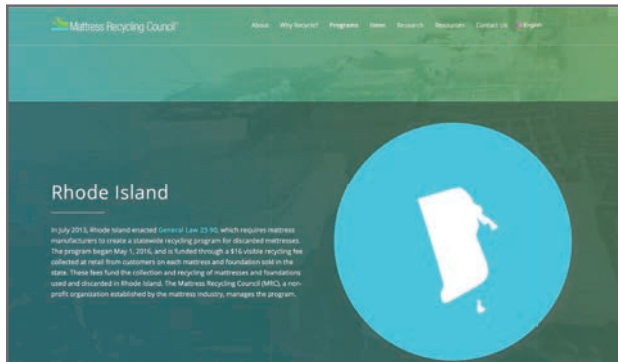 Mattress Recycling Council
About Why Recycle? Programs News Research Resources Contact Us English
Rhode Island
In July 2013, Rhode Island enacted General Law 23-90, which requires mattress
manufacturers to create a statewide recycling program for discarded mattresses.
The program began May 1, 2016, and is funded through a $16 visible recycling fee
collected at retail from customers on each mattress and foundation sold in the
state. These fees fund the collection and recycling of mattresses and foundations
used and discarded in Rhode Island. The Mattress Recycling Council (MRC), a non-
profit organization established by the mattress industry, manages the program.